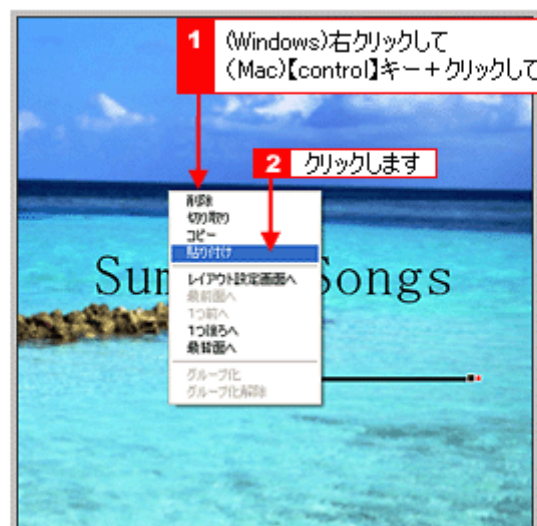 1 (Windows)右クリックして
(Mac)【control】キー+クリックして
2 クリックします
削除
切り取り
コピー
貼り付け
Sum Songs
レイアウト設定画面へ
最前面へ
1つ前へ
1つ後ろへ
最背面へ
グループ化
グループ化解除